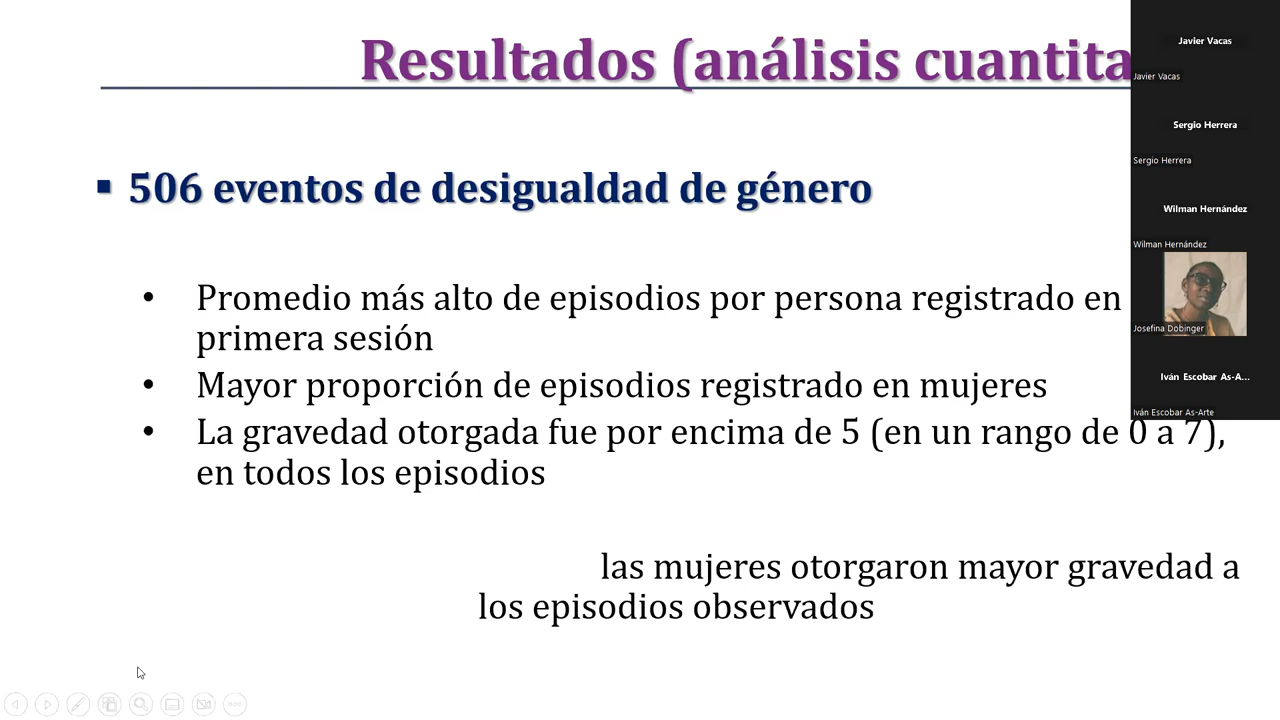 Resultados (análisis cuantita
▪ 506 eventos de desigualdad de género
• Promedio más alto de episodios por persona registrado en
primera sesión
• Mayor proporción de episodios registrado en mujeres
• La gravedad otorgada fue por encima de 5 (en un rango de 0 a 7),
en todos los episodios
las mujeres otorgaron mayor gravedad a
los episodios observados
Javier Vacas
Javier Vacas
Sergio Herrera
Sergio Herrera
Wilman Hernández
Wilman Hernández
Josefina Dobinger
Iván Escobar As-A...
Iván Escobar As-Arte